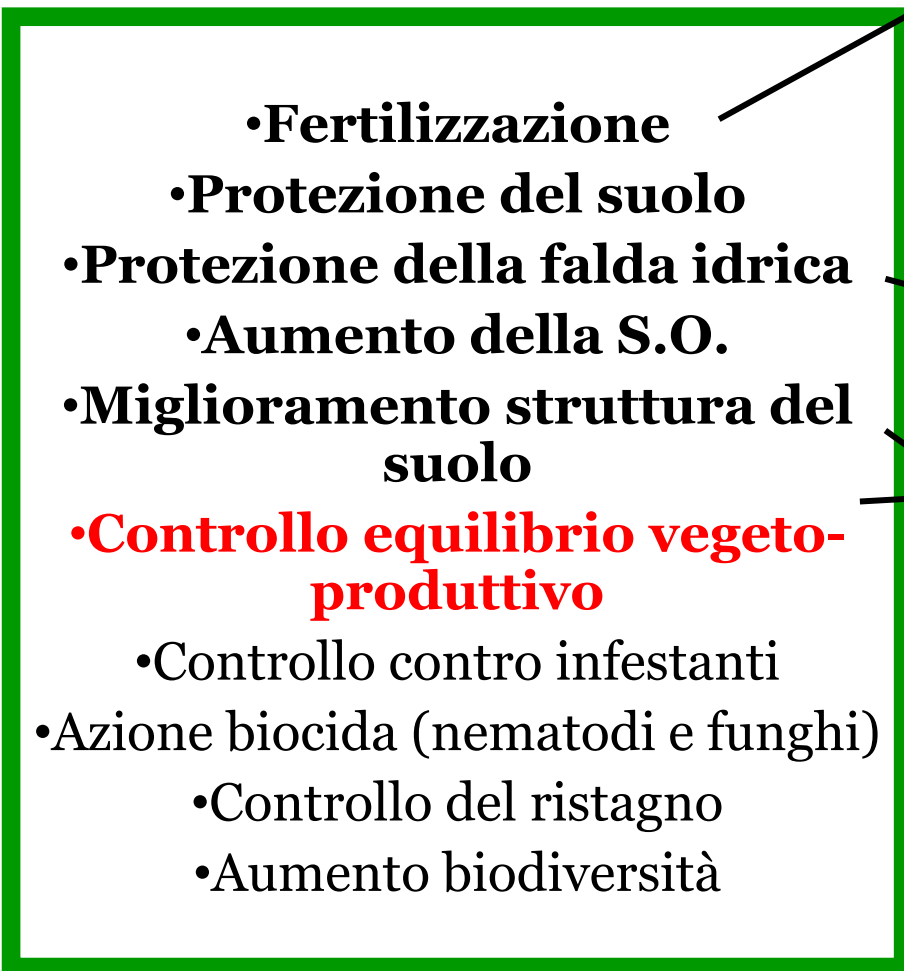 •Fertilizzazione
•Protezione del suolo
•Protezione della falda idrica
•Aumento della S.O.
•Miglioramento struttura del
suolo
•Controllo equilibrio vegeto-
produttivo
•Controllo contro infestanti
•Azione biocida (nematodi e funghi)
•Controllo del ristagno
•Aumento biodiversità